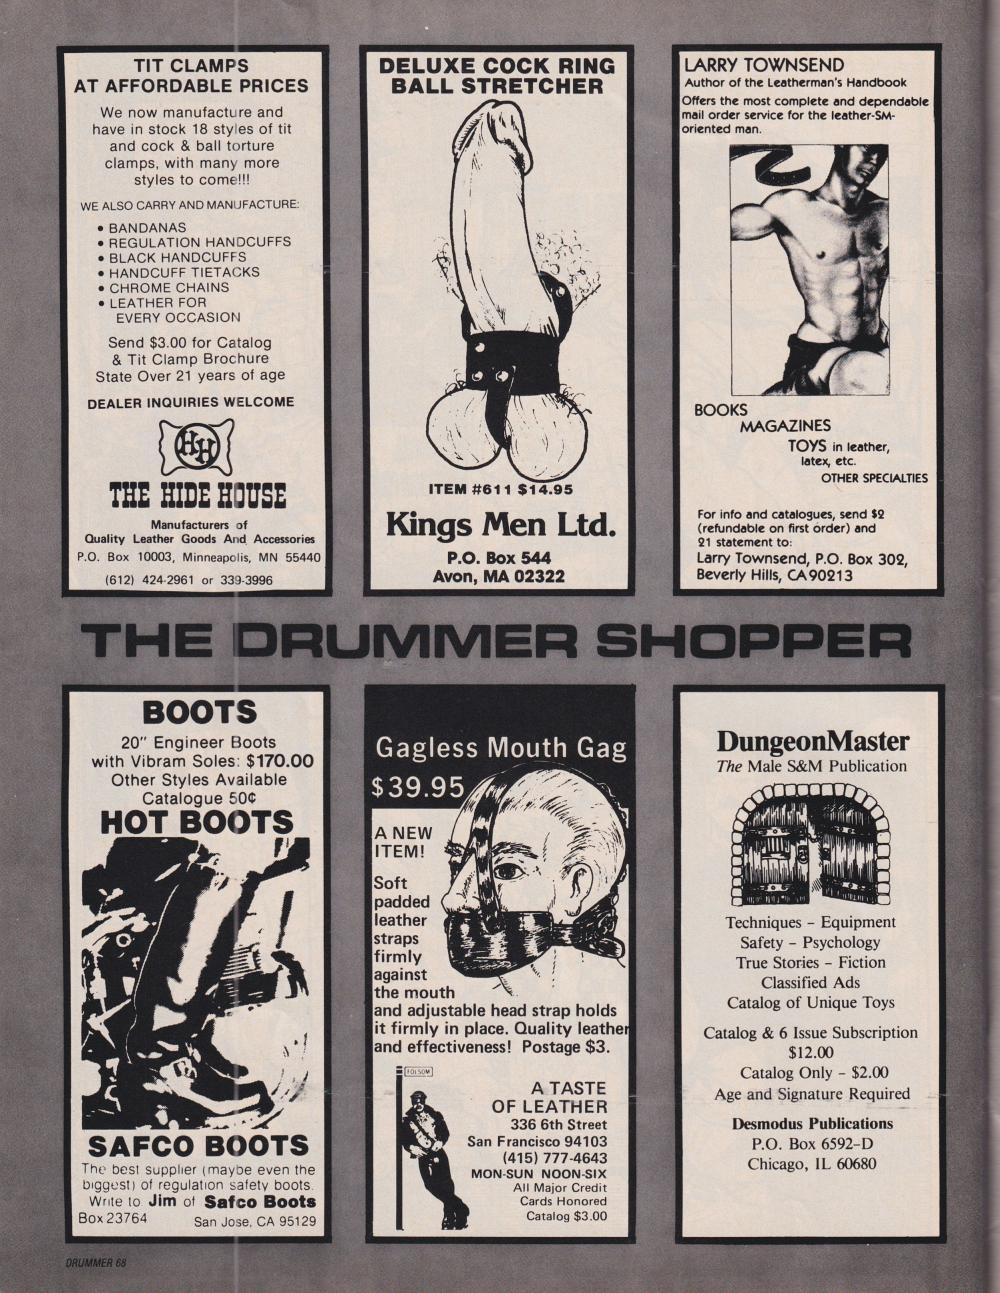 TIT CLAMPS
AT AFFORDABLE PRICES
We now manufacture and
have in stock 18 styles of tit
and cock & ball torture
clamps, with many more
styles to come!!!
WE ALSO CARRY AND MANUFACTURE:
• BANDANAS
• REGULATION HANDCUFFS
• BLACK HANDCUFFS
• HANDCUFF TIETACKS
• CHROME CHAINS
• LEATHER FOR
EVERY OCCASION
Send $3.00 for Catalog
& Tit Clamp Brochure
State Over 21 years of age
DEALER INQUIRIES WELCOME
HH
THE HIDE HOUSE
Manufacturers of
Quality Leather Goods And Accessories
P.O. Box 10003, Minneapolis, MN 55440
(612) 424-2961 or 339-3996
DELUXE COCK RING
BALL STRETCHER
ITEM #611 $14.95
Kings Men Ltd.
P.O. Box 544
Avon, MA 02322
LARRY TOWNSEND
Author of the Leatherman's Handbook
Offers the most complete and dependable
mail order service for the leather-SM-
oriented man.
BOOKS
MAGAZINES
TOYS in leather,
latex, etc.
OTHER SPECIALTIES
For info and catalogues, send $2
(refundable on first order) and
21 statement to:
Larry Townsend, P.O. Box 302,
Beverly Hills, CA 90213
THE DRUMMER SHOPPER
BOOTS
20" Engineer Boots
with Vibram Soles: $170.00
Other Styles Available
Catalogue 50¢
HOT BOOTS
SAFCO BOOTS
The best supplier (maybe even the
biggest) of regulation safety boots.
Write to Jim of Safco Boots
Box 23764 San Jose, CA 95129
Gagless Mouth Gag
$39.95
A NEW
ITEM!
Soft
padded
leather
straps
firmly
against
the mouth
and adjustable head strap holds
it firmly in place. Quality leather
and effectiveness! Postage $3.
FOLSOM
A TASTE
OF LEATHER
336 6th Street
San Francisco 94103
(415) 777-4643
MON-SUN NOON-SIX
All Major Credit
Cards Honored
Catalog $3.00
DungeonMaster
The Male S&M Publication
Techniques – Equipment
Safety – Psychology
True Stories – Fiction
Classified Ads
Catalog of Unique Toys
Catalog & 6 Issue Subscription
$12.00
Catalog Only – $2.00
Age and Signature Required
Desmodus Publications
P.O. Box 6592-D
Chicago, IL 60680
DRUMMER 68